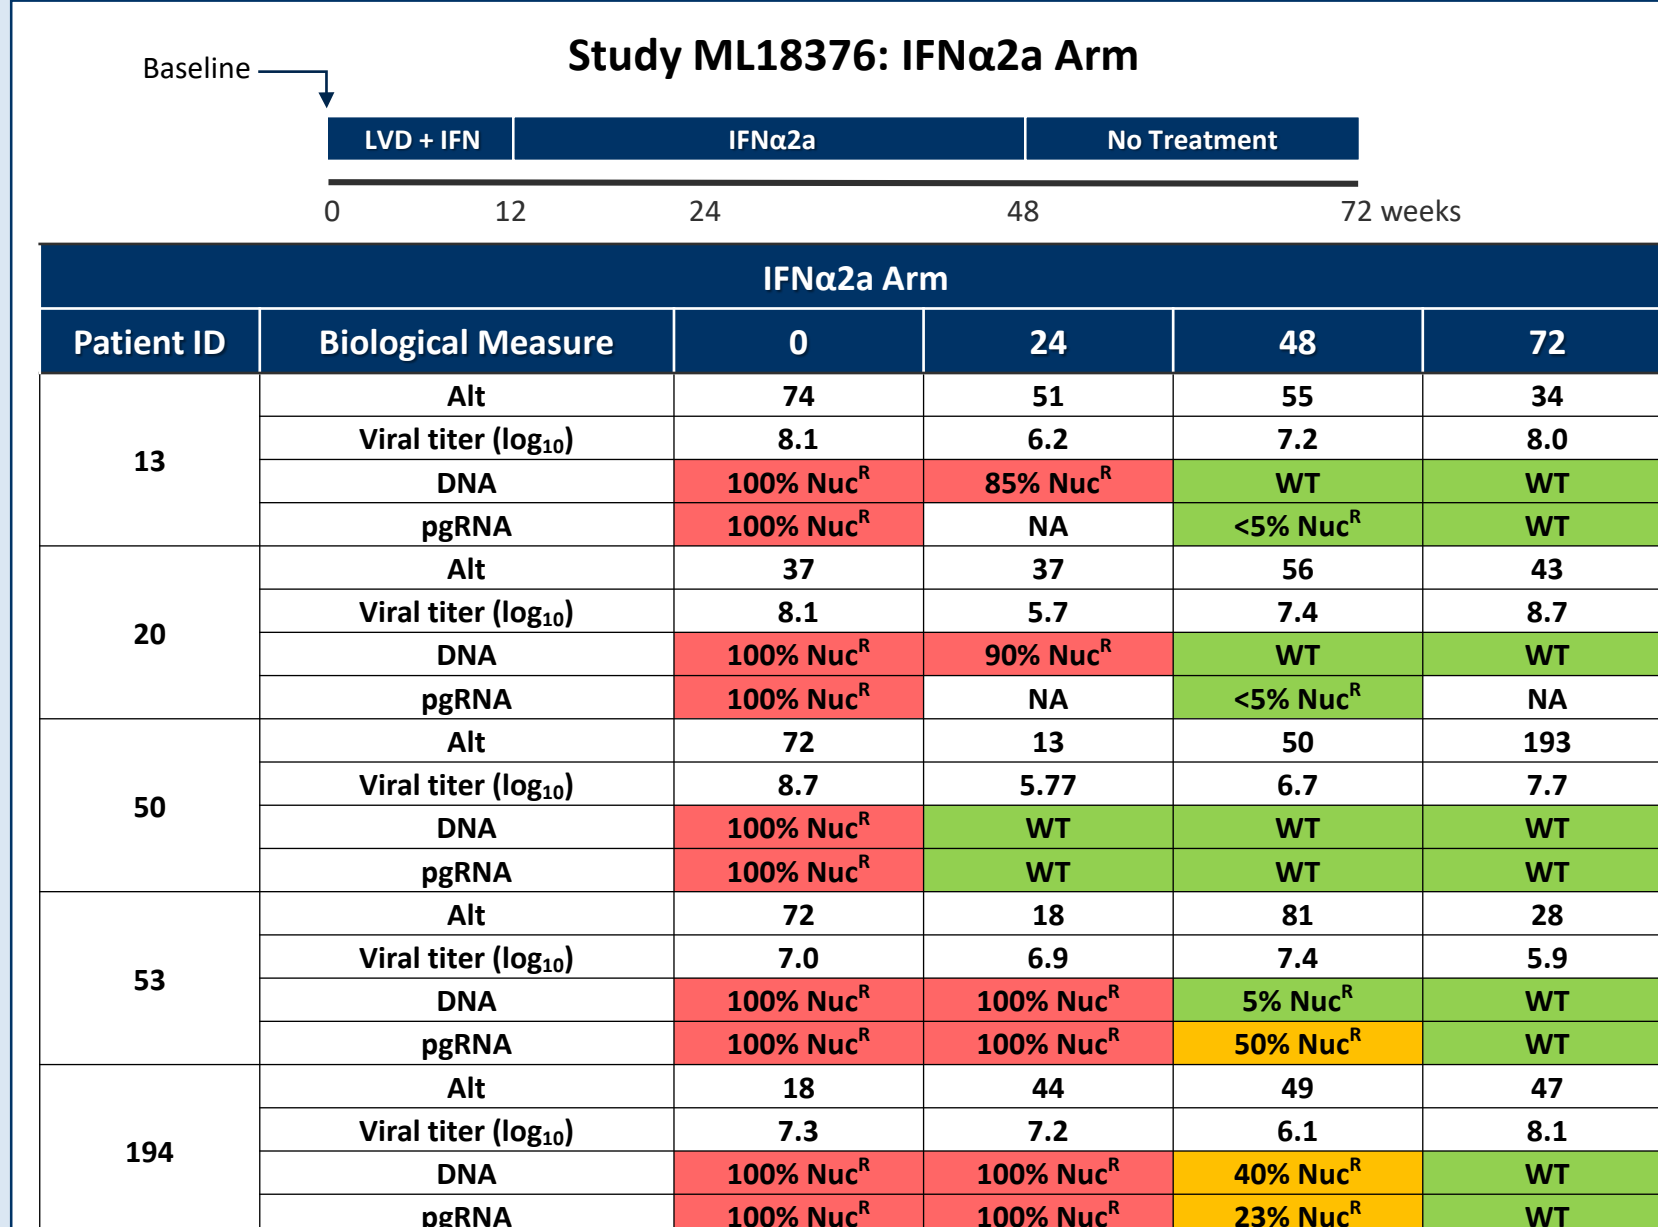 Study ML18376: IFNα2a Arm
Baseline
LVD + IFN IFNα2a No Treatment
0 12 24 48 72 weeks
IFNα2a Arm
Patient ID Biological Measure 0 24 48 72
13
Alt 74 51 55 34
Viral titer (log₁₀) 8.1 6.2 7.2 8.0
DNA 100% Nucᴿ 85% Nucᴿ WT WT
pgRNA 100% Nucᴿ NA <5% Nucᴿ WT
20
Alt 37 37 56 43
Viral titer (log₁₀) 8.1 5.7 7.4 8.7
DNA 100% Nucᴿ 90% Nucᴿ WT WT
pgRNA 100% Nucᴿ NA <5% Nucᴿ NA
50
Alt 72 13 50 193
Viral titer (log₁₀) 8.7 5.77 6.7 7.7
DNA 100% Nucᴿ WT WT WT
pgRNA 100% Nucᴿ WT WT WT
53
Alt 72 18 81 28
Viral titer (log₁₀) 7.0 6.9 7.4 5.9
DNA 100% Nucᴿ 100% Nucᴿ 5% Nucᴿ WT
pgRNA 100% Nucᴿ 100% Nucᴿ 50% Nucᴿ WT
194
Alt 18 44 49 47
Viral titer (log₁₀) 7.3 7.2 6.1 8.1
DNA 100% Nucᴿ 100% Nucᴿ 40% Nucᴿ WT
pgRNA 100% Nucᴿ 100% Nucᴿ 23% Nucᴿ WT